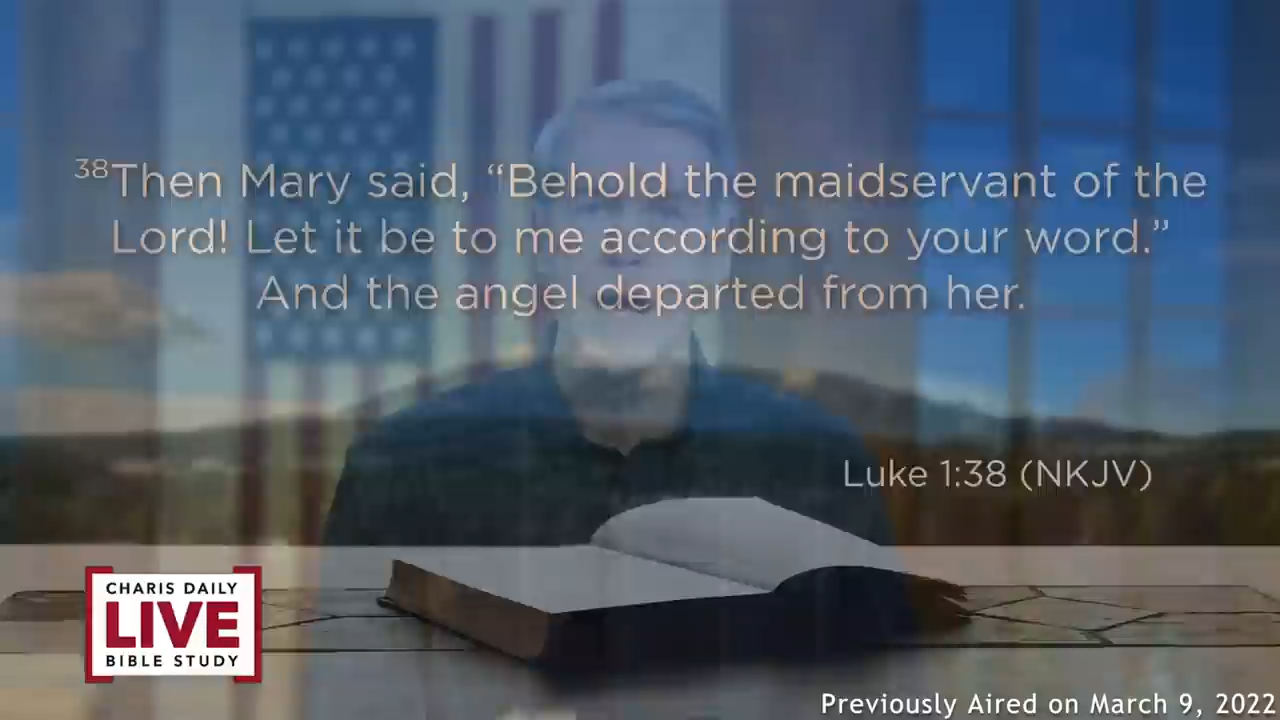 ³⁸Then Mary said, “Behold the maidservant of the
Lord! Let it be to me according to your word.”
And the angel departed from her.
Luke 1:38 (NKJV)
CHARIS DAILY
LIVE
BIBLE STUDY
Previously Aired on March 9, 2022